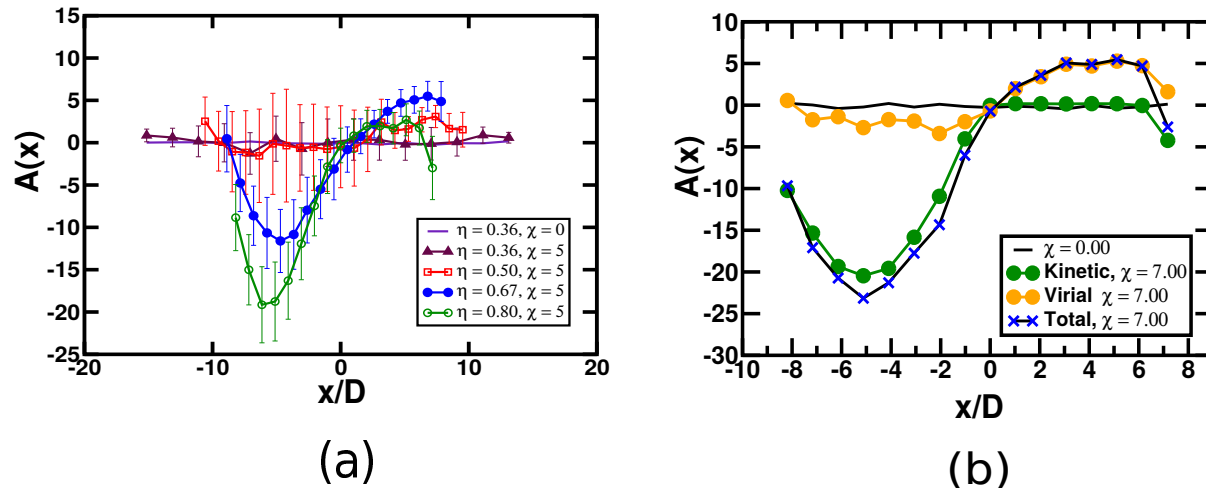 15
10
5
0
-5
-10
-15
-20
-25
A(x)
-20 -10 0 10 20
x/D
η = 0.36, χ = 0
η = 0.36, χ = 5
η = 0.50, χ = 5
η = 0.67, χ = 5
η = 0.80, χ = 5
(a)
10
5
0
-5
-10
-15
-20
-25
-30
A(x)
-10 -8 -6 -4 -2 0 2 4 6 8
x/D
χ = 0.00
Kinetic, χ = 7.00
Virial χ = 7.00
Total, χ = 7.00
(b)